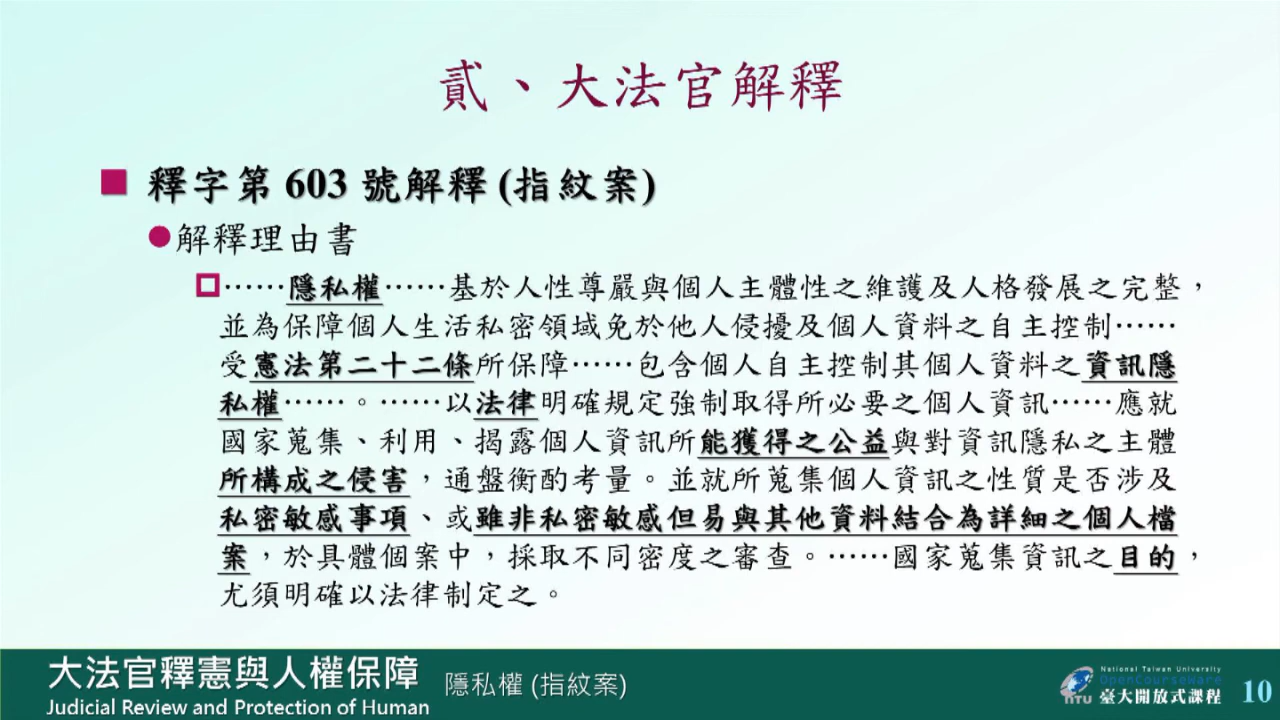 貳、大法官解釋
釋字第 603 號解釋 (指紋案)
解釋理由書
……隱私權……基於人性尊嚴與個人主體性之維護及人格發展之完整，
並為保障個人生活私密領域免於他人侵擾及個人資料之自主控制……
受憲法第二十二條所保障……包含個人自主控制其個人資料之資訊隱
私權……。……以法律明確規定強制取得所必要之個人資訊……應就
國家蒐集、利用、揭露個人資訊所能獲得之公益與對資訊隱私之主體
所構成之侵害，通盤衡酌考量。並就所蒐集個人資訊之性質是否涉及
私密敏感事項、或雖非私密敏感但易與其他資料結合為詳細之個人檔
案，於具體個案中，採取不同密度之審查。……國家蒐集資訊之目的，
尤須明確以法律制定之。
大法官釋憲與人權保障
Judicial Review and Protection of Human
隱私權 (指紋案)
National Taiwan University
OpenCourseware
NTU 臺大開放式課程
10